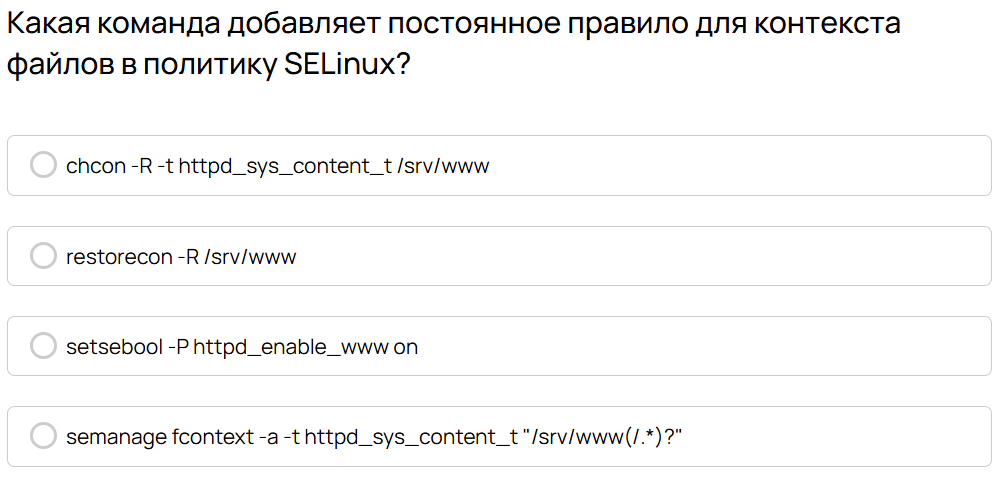 Какая команда добавляет постоянное правило для контекста
файлов в политику SELinux?
chcon -R -t httpd_sys_content_t /srv/www
restorecon -R /srv/www
setsebool -P httpd_enable_www on
semanage fcontext -a -t httpd_sys_content_t "/srv/www(/.*)?"